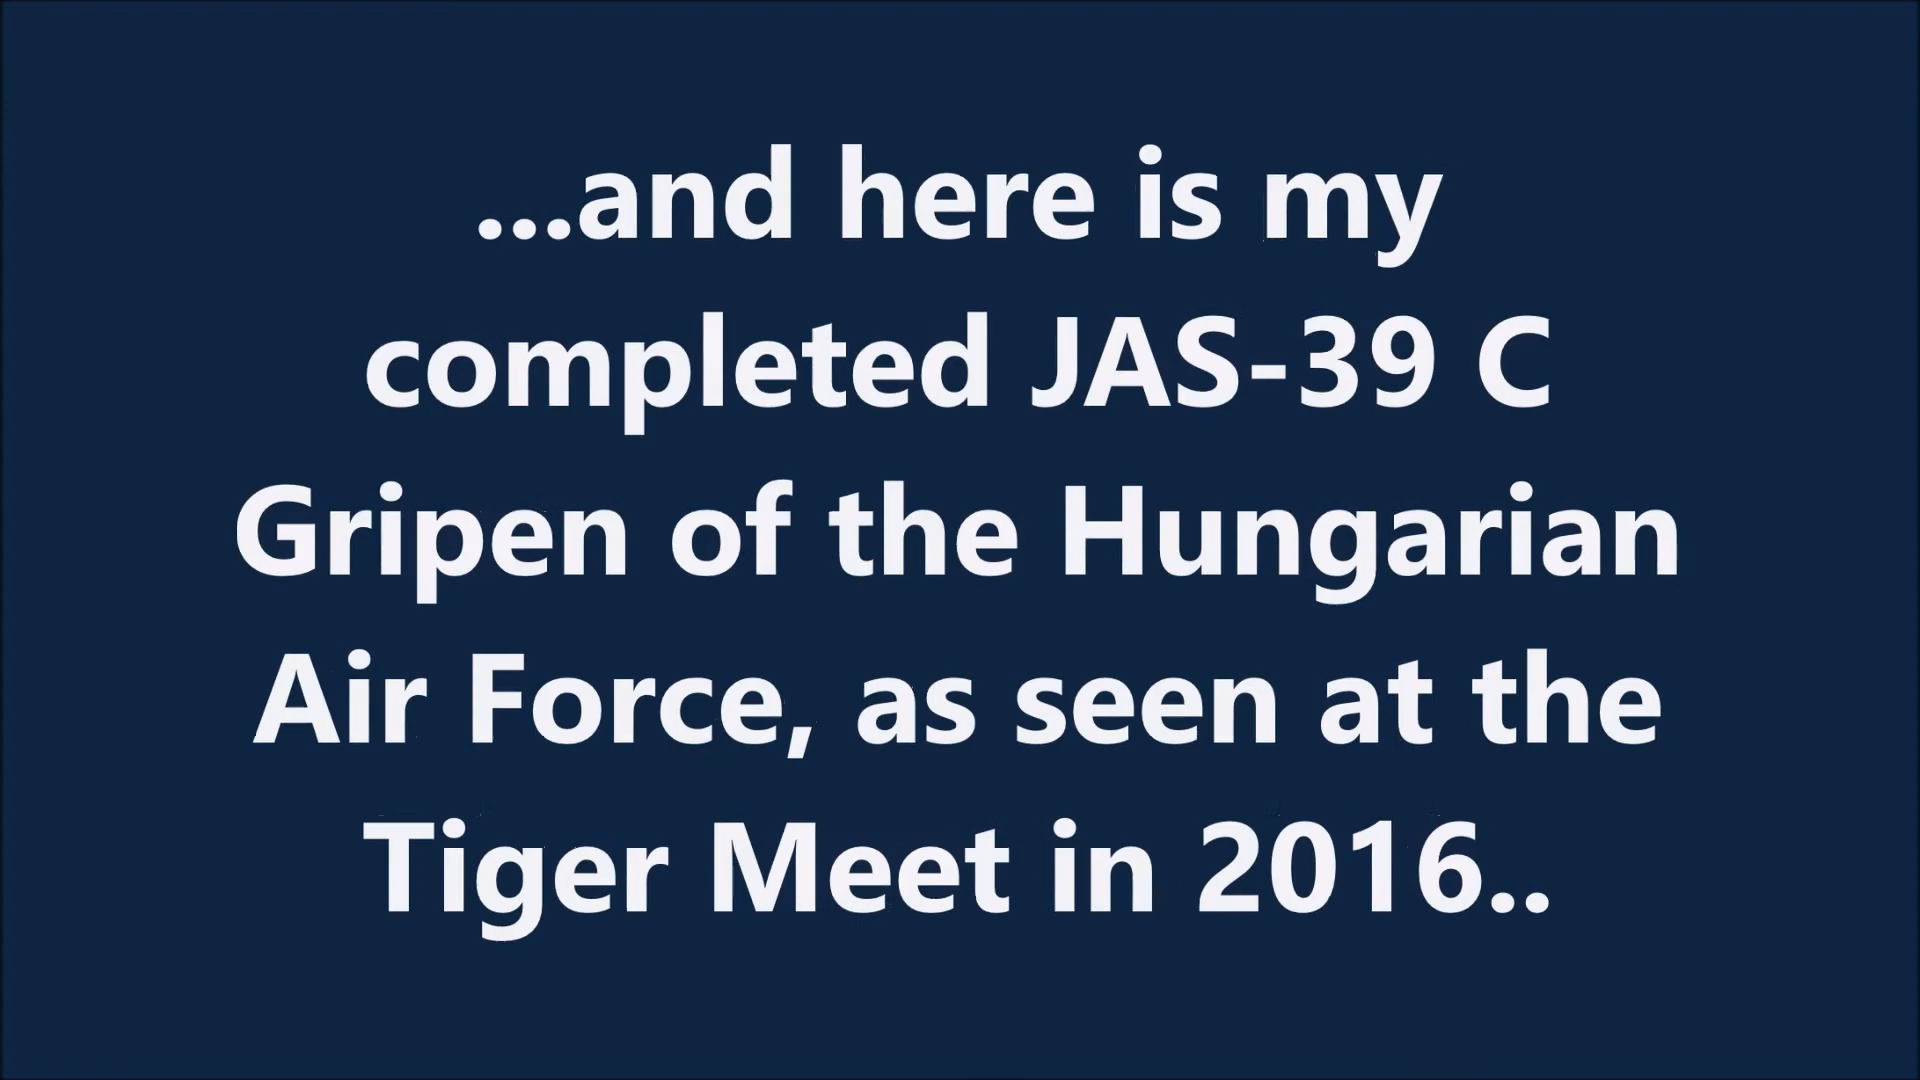 ...and here is my
completed JAS-39 C
Gripen of the Hungarian
Air Force, as seen at the
Tiger Meet in 2016..